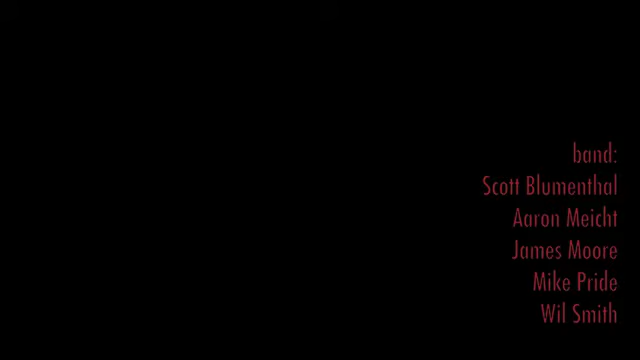 band:
Scott Blumenthal
Aaron Meicht
James Moore
Mike Pride
Wil Smith